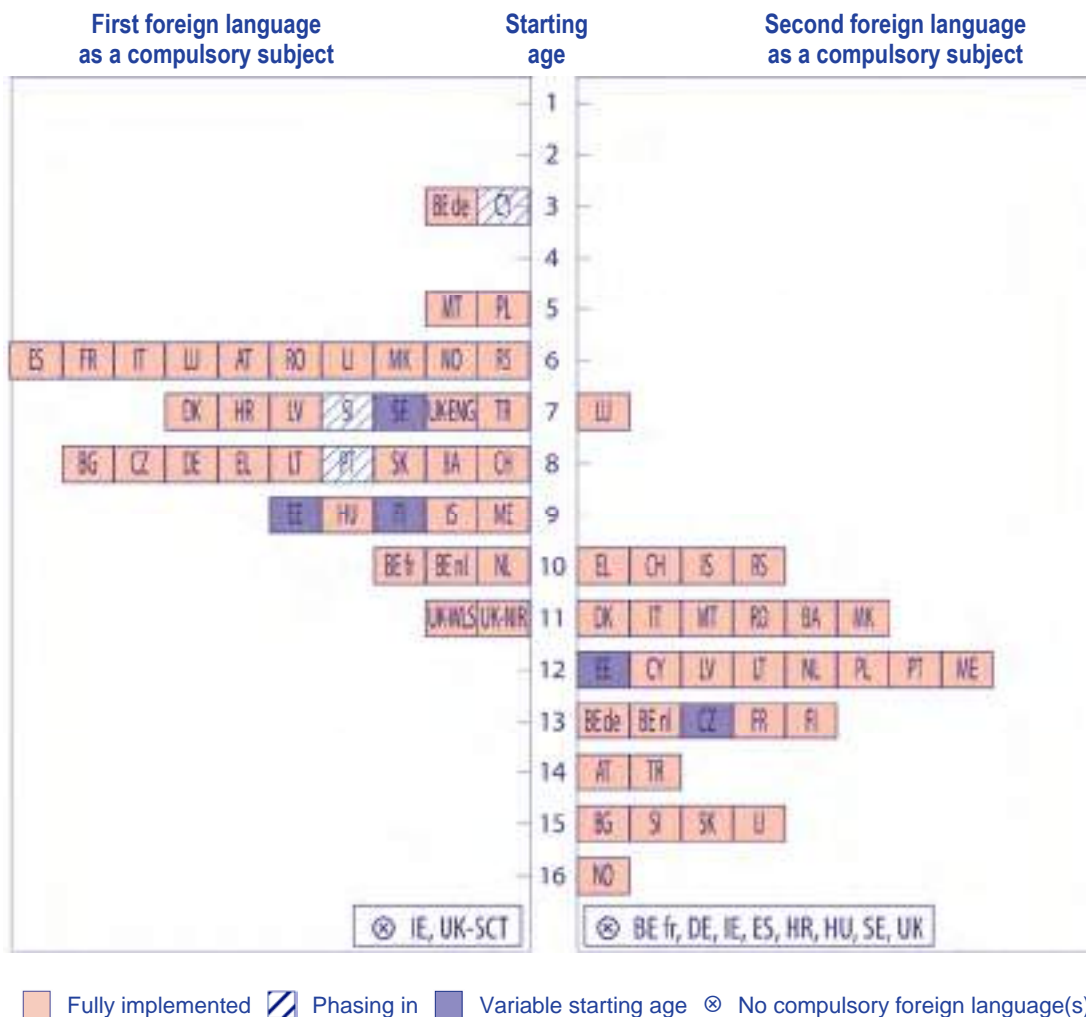 First foreign language
as a compulsory subject
Starting
age
Second foreign language
as a compulsory subject
1
2
BE de CY 3
4
MT PL 5
ES FR IT LU AT RO LI MK NO RS 6
DK HR LV SI SE UK-ENG TR 7 LU
BG CZ DE EL LT PT SK BA CH 8
EE HU FI IS ME 9
BE fr BE nl NL 10 EL CH IS RS
UK-WLS UK-NIR 11 DK IT MT RO BA MK
12 EE CY LV LT NL PL PT ME
13 BE de BE nl CZ FR FI
14 AT TR
15 BG SI SK LI
16 NO
⊗ IE, UK-SCT
⊗ BE fr, DE, IE, ES, HR, HU, SE, UK
Fully implemented Phasing in Variable starting age ⊗ No compulsory foreign language(s)